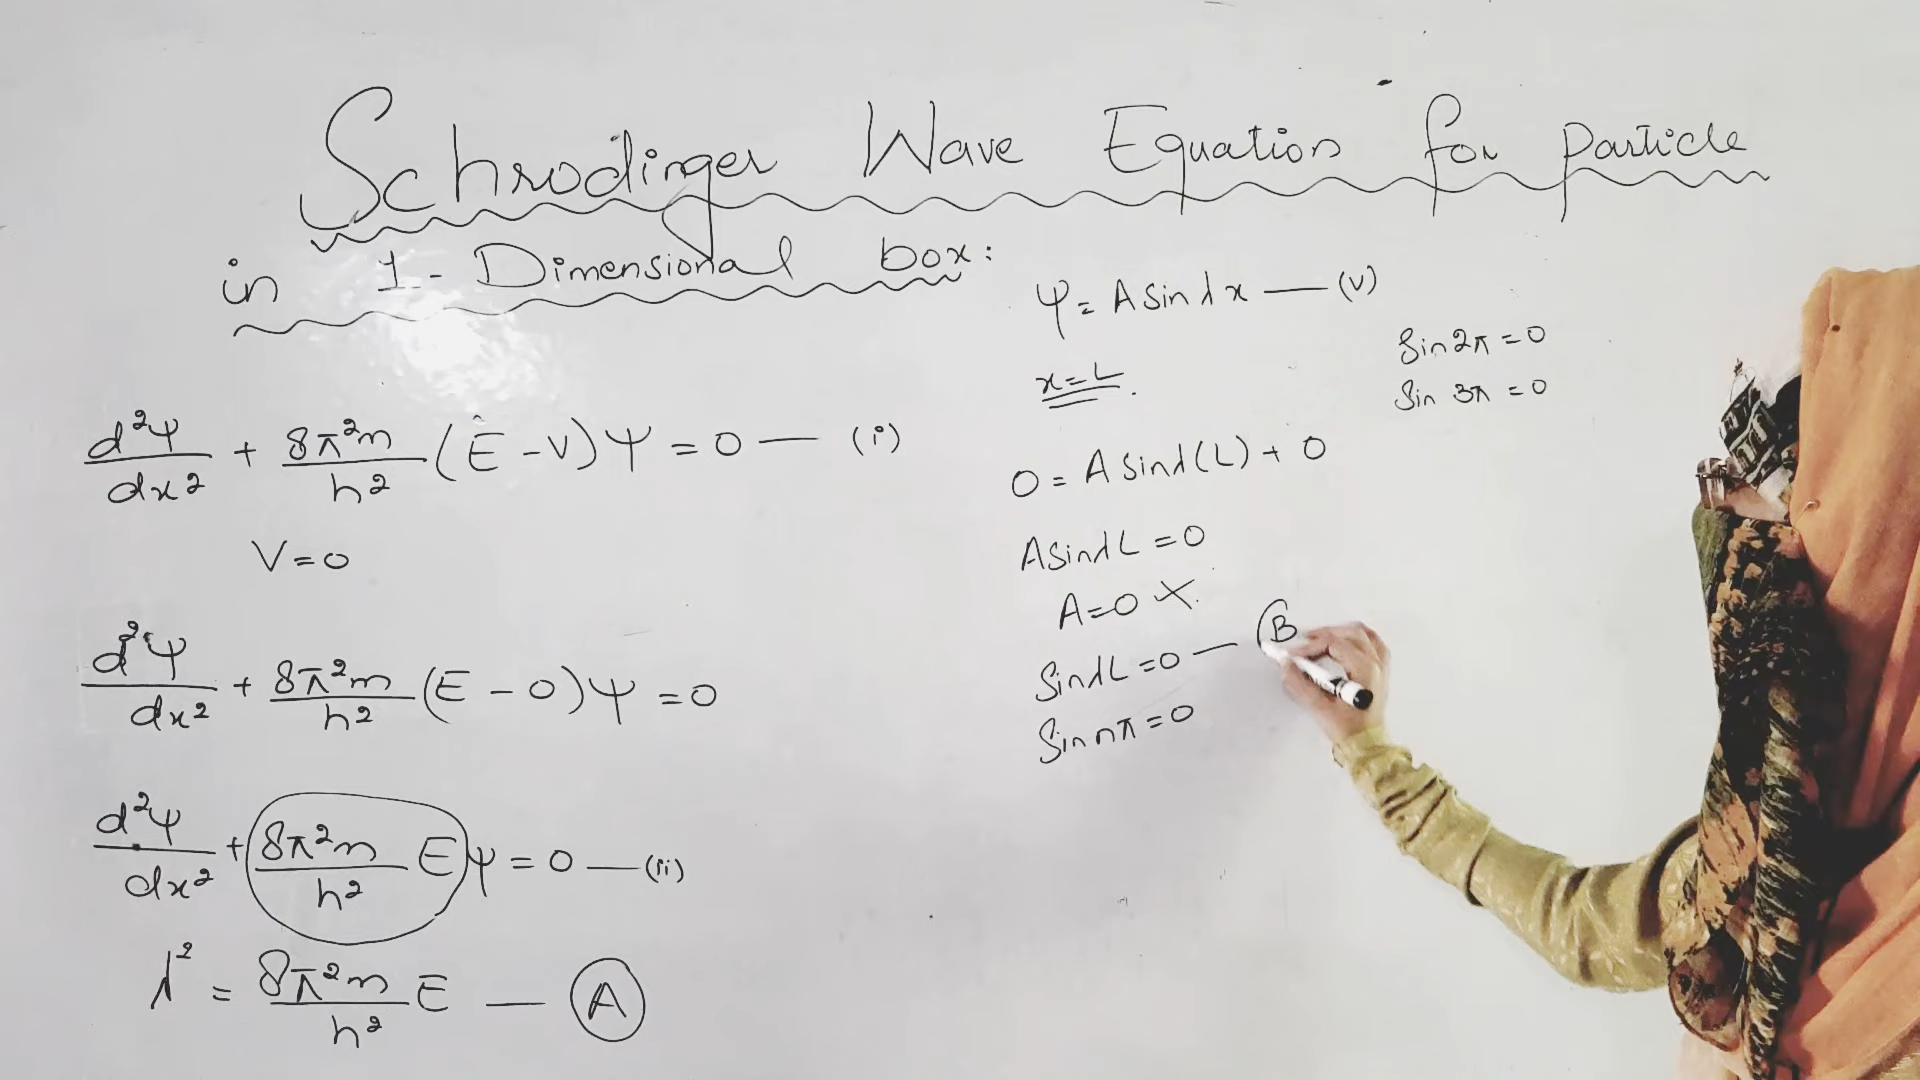 Schrodinger Wave Equation for particle
in 1-Dimensional box:
d²ψ/dx² + 8π²m/h² (E - V) ψ = 0 — (i)
V = 0
d²ψ/dx² + 8π²m/h² (E - 0) ψ = 0
d²ψ/dx² + 8π²m/h² E ψ = 0 — (ii)
λ² = 8π²m/h² E — (A)
ψ = A sin λx — (v)
x = L
0 = A sin λ(L) + 0
A sin λL = 0
A = 0 ×
Sin λL = 0 — (B
Sin nπ = 0
Sin 2π = 0
Sin 3π = 0